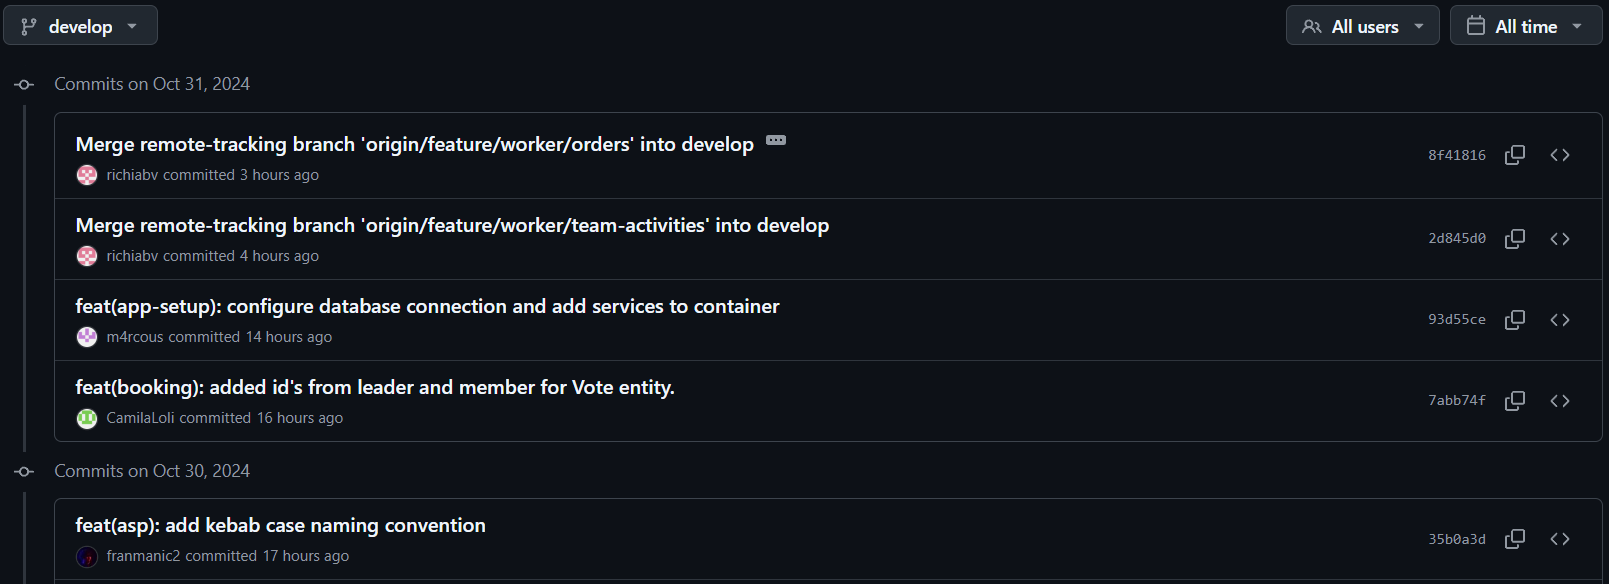 develop
All users
All time
Commits on Oct 31, 2024
Merge remote-tracking branch 'origin/feature/worker/orders' into develop
richiabv committed 3 hours ago
8f41816
Merge remote-tracking branch 'origin/feature/worker/team-activities' into develop
richiabv committed 4 hours ago
2d845d0
feat(app-setup): configure database connection and add services to container
m4rcous committed 14 hours ago
93d55ce
feat(booking): added id's from leader and member for Vote entity.
CamilaLoli committed 16 hours ago
7abb74f
Commits on Oct 30, 2024
feat(asp): add kebab case naming convention
franmanic2 committed 17 hours ago
35b0a3d